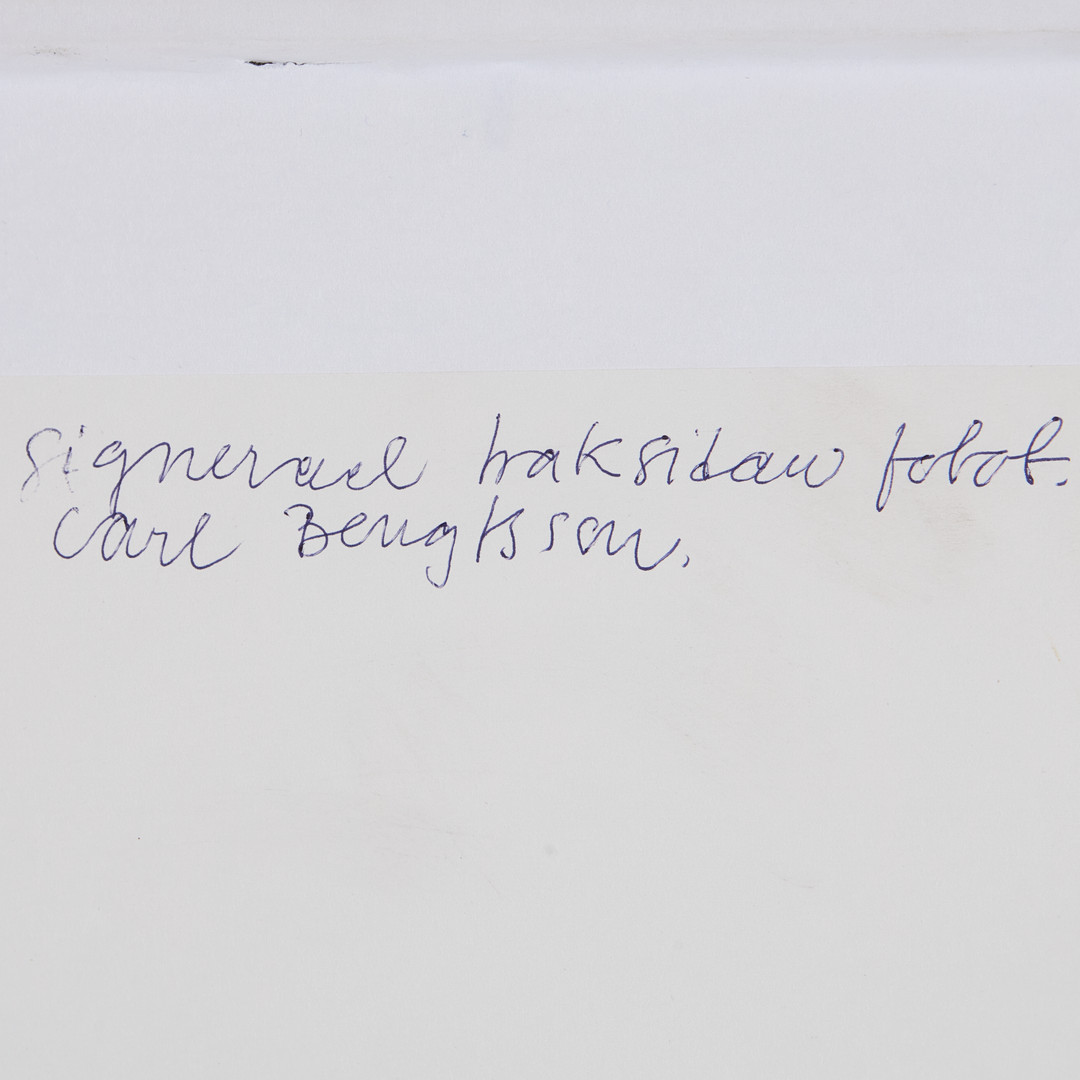 signerad baksidan fotot.
Carl Bengtsson.